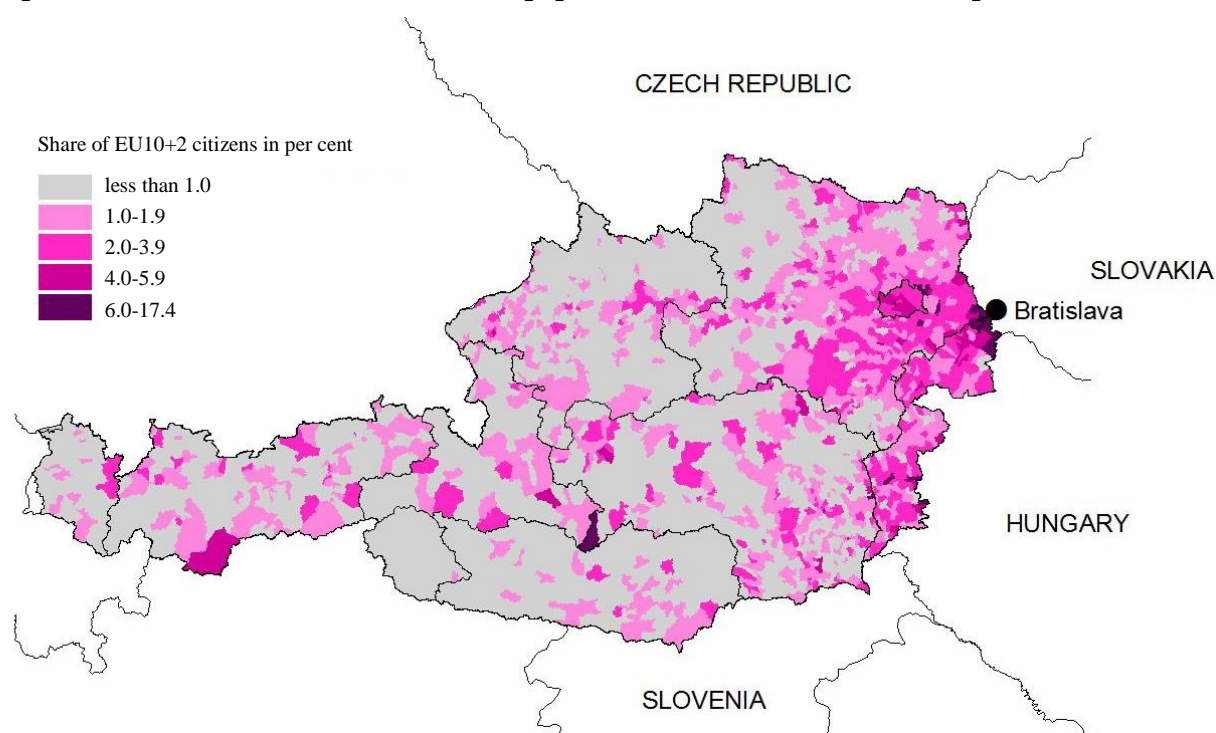 CZECH REPUBLIC
Share of EU10+2 citizens in per cent
less than 1.0
1.0-1.9
2.0-3.9
4.0-5.9
6.0-17.4
SLOVAKIA
Bratislava
HUNGARY
SLOVENIA